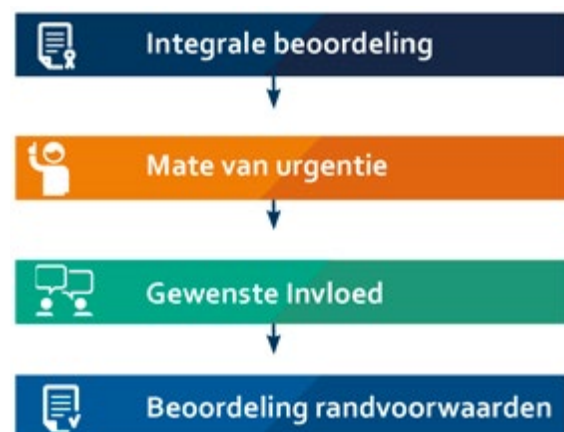 Integrale beoordeling
Mate van urgentie
Gewenste Invloed
Beoordeling randvoorwaarden